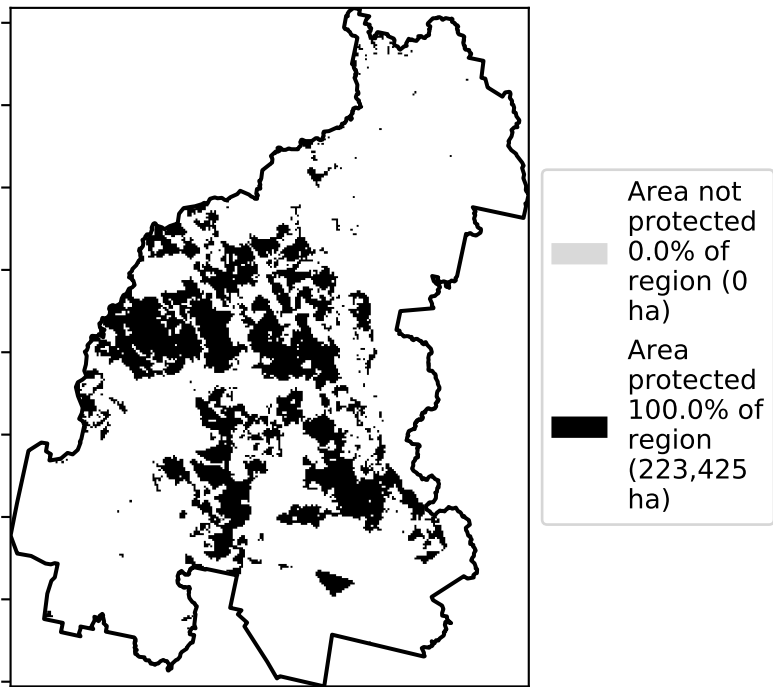 Area not
protected
0.0% of
region (0
ha)
Area
protected
100.0% of
region
(223,425
ha)